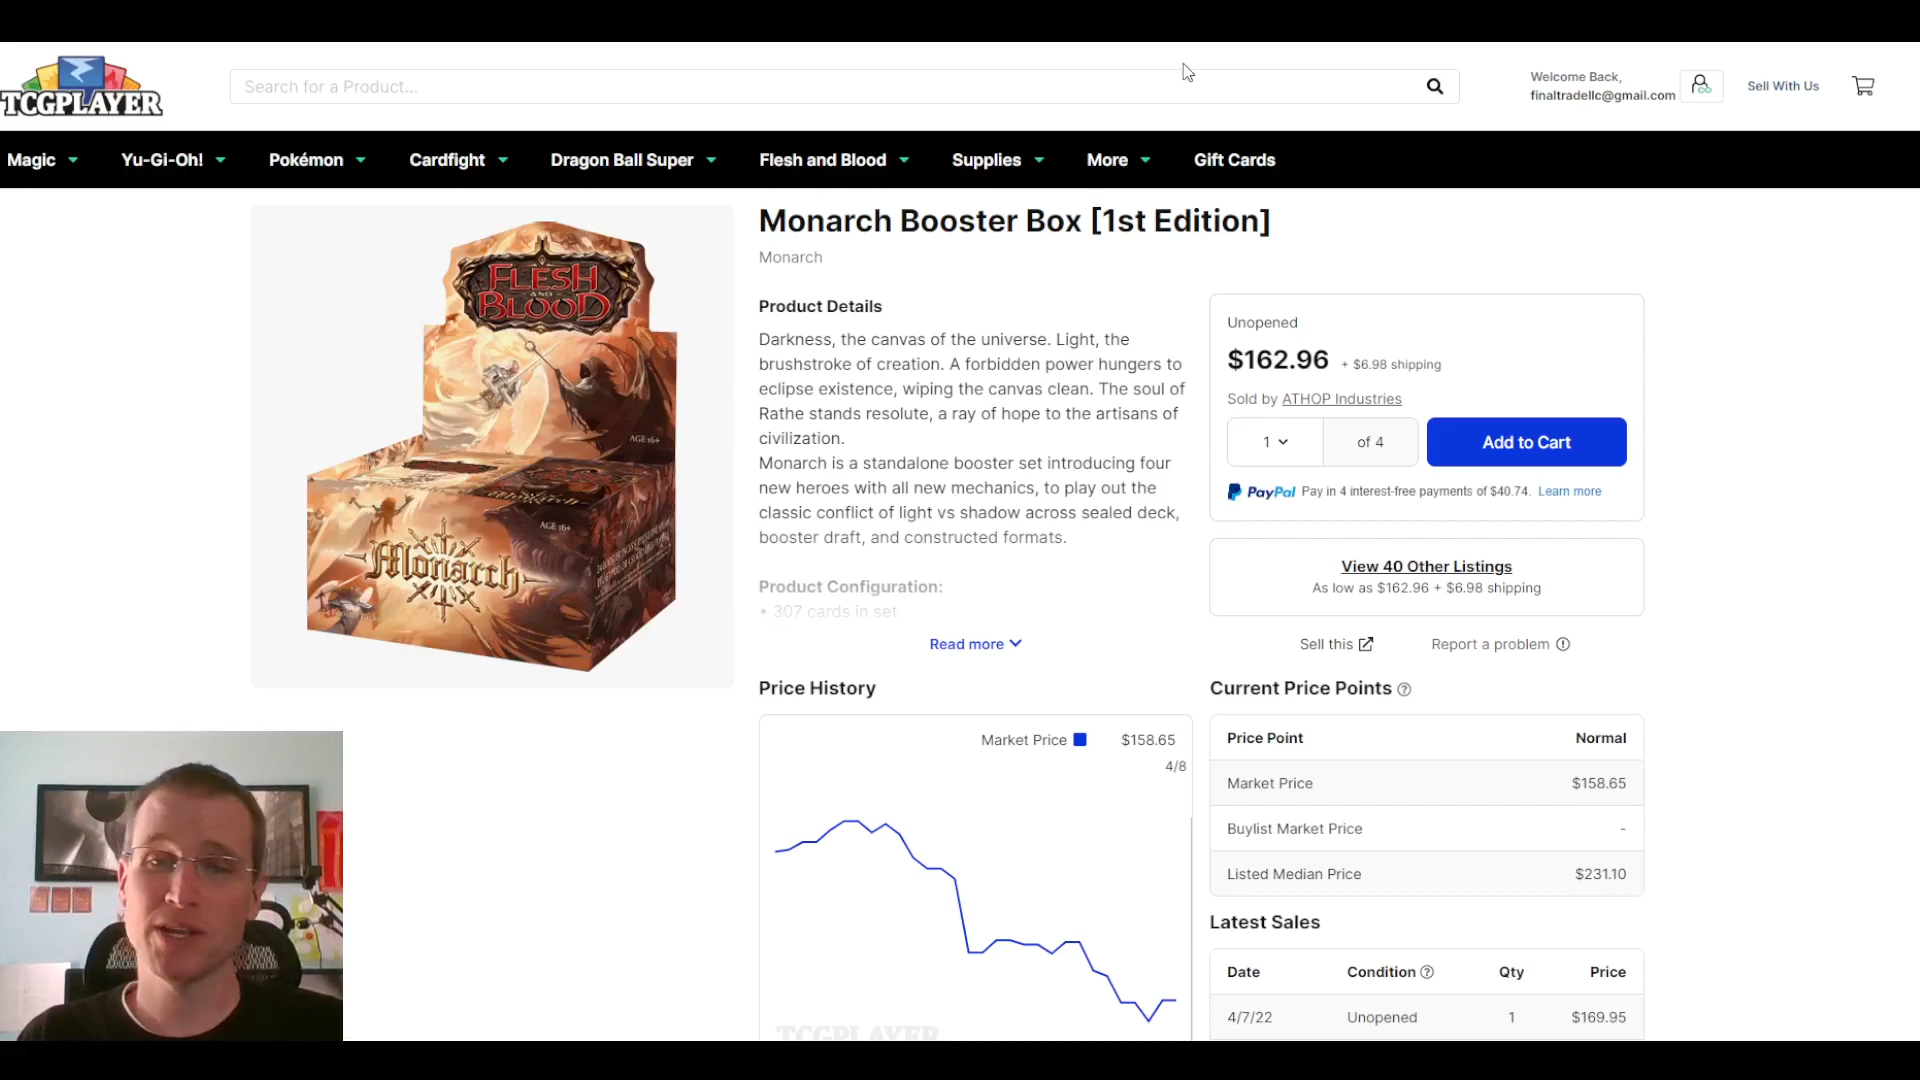 TCGPLAYER
Search for a Product...
Welcome Back,
finaltradellc@gmail.com
Sell With Us
Magic
Yu-Gi-Oh!
Pokémon
Cardfight
Dragon Ball Super
Flesh and Blood
Supplies
More
Gift Cards
FLESH
AND
BLOOD
AGE 16+
AGE 16+
Monarch
Monarch Booster Box [1st Edition]
Monarch
Product Details
Darkness, the canvas of the universe. Light, the
brushstroke of creation. A forbidden power hungers to
eclipse existence, wiping the canvas clean. The soul of
Rathe stands resolute, a ray of hope to the artisans of
civilization.
Monarch is a standalone booster set introducing four
new heroes with all new mechanics, to play out the
classic conflict of light vs shadow across sealed deck,
booster draft, and constructed formats.
Product Configuration:
• 307 cards in set
Read more
Unopened
$162.96 + $6.98 shipping
Sold by ATHOP Industries
1 of 4 Add to Cart
PayPal Pay in 4 interest-free payments of $40.74. Learn more
View 40 Other Listings
As low as $162.96 + $6.98 shipping
Sell this
Report a problem
Price History
Market Price $158.65
4/8
TCGPLAYER
Current Price Points
Price Point Normal
Market Price $158.65
Buylist Market Price -
Listed Median Price $231.10
Latest Sales
Date Condition Qty Price
4/7/22 Unopened 1 $169.95